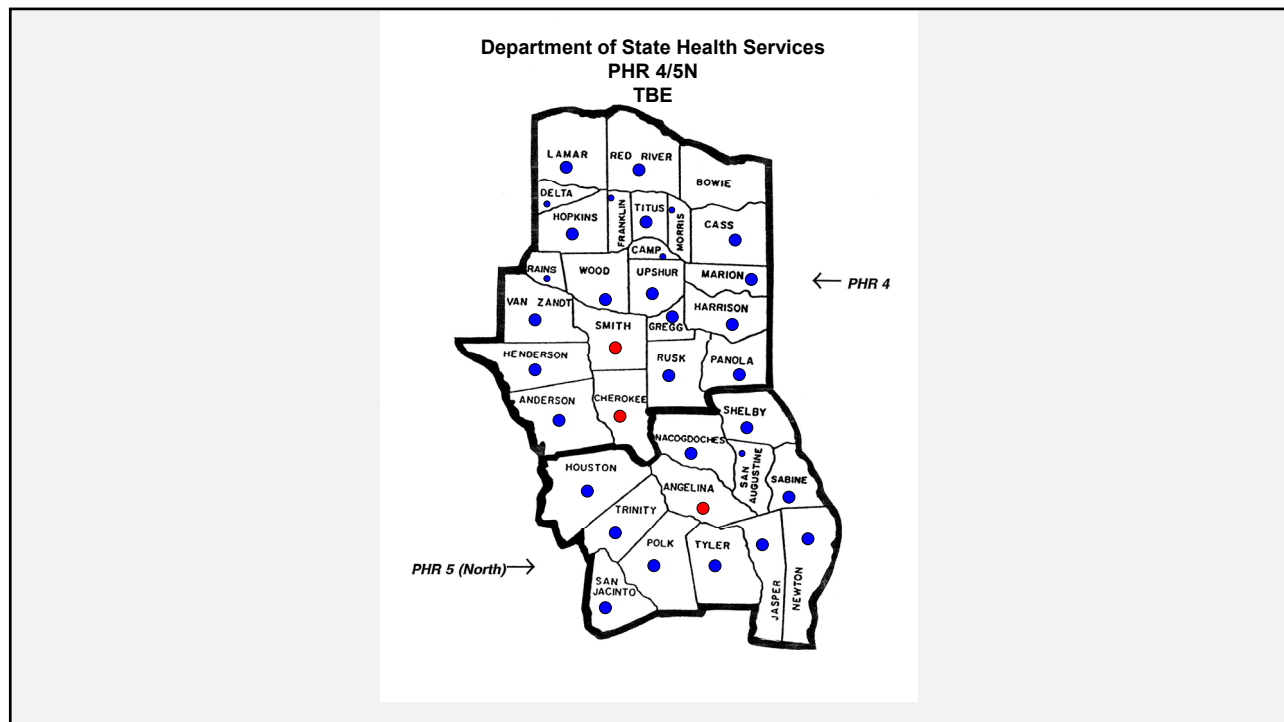 Department of State Health Services
PHR 4/5N
TBE
LAMAR
RED RIVER
BOWIE
DELTA
HOPKINS
FRANKLIN
TITUS
MORRIS
CASS
CAMP
RAINS
WOOD
UPSHUR
MARION
PHR 4
VAN ZANDT
HARRISON
SMITH
GREGG
HENDERSON
RUSK
PANOLA
ANDERSON
CHEROKEE
SHELBY
NACOGDOCHES
SAN
AUGUSTINE
HOUSTON
SABINE
ANGELINA
TRINITY
POLK
TYLER
PHR 5 (North)
SAN
JACINTO
JASPER
NEWTON